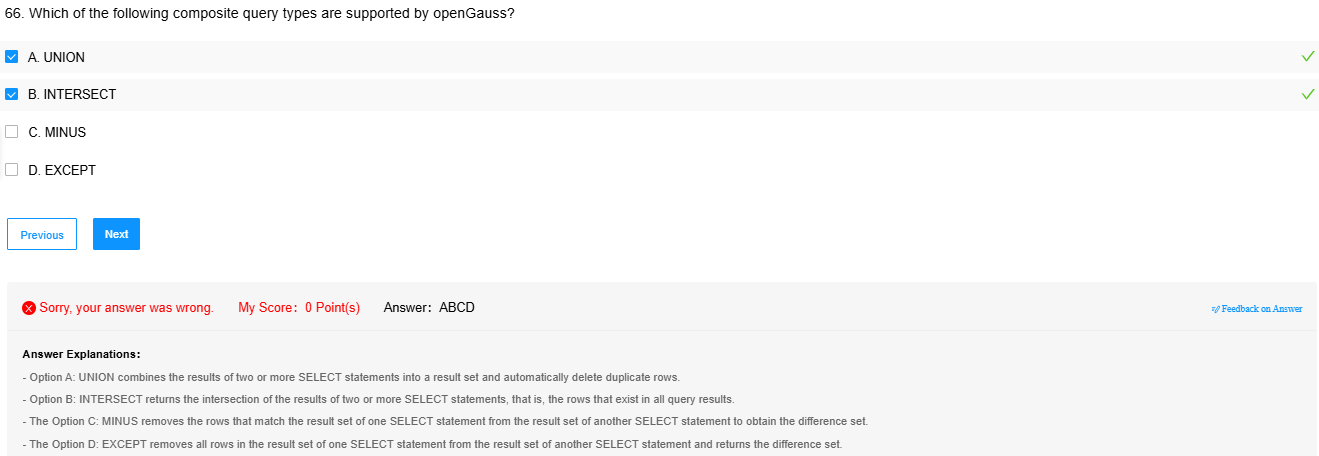 66. Which of the following composite query types are supported by openGauss?
A. UNION
B. INTERSECT
C. MINUS
D. EXCEPT
Previous Next
Sorry, your answer was wrong. My Score: 0 Point(s) Answer: ABCD Feedback on Answer
Answer Explanations:
- Option A: UNION combines the results of two or more SELECT statements into a result set and automatically delete duplicate rows.
- Option B: INTERSECT returns the intersection of the results of two or more SELECT statements, that is, the rows that exist in all query results.
- The Option C: MINUS removes the rows that match the result set of one SELECT statement from the result set of another SELECT statement to obtain the difference set.
- The Option D: EXCEPT removes all rows in the result set of one SELECT statement from the result set of another SELECT statement and returns the difference set.